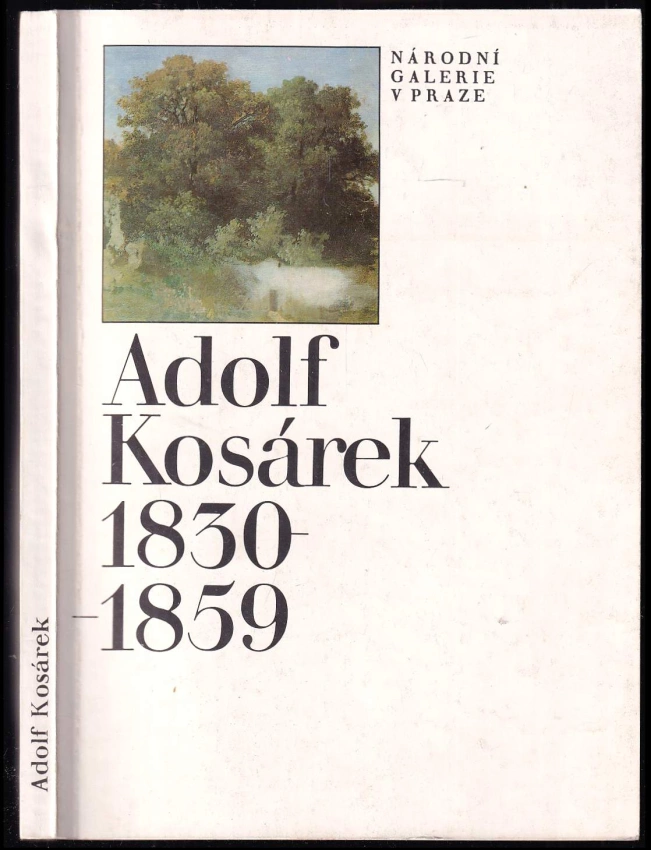 NÁRODNÍ
GALERIE
V PRAZE
Adolf
Kosárek
1830-
-1859
Adolf Kosárek